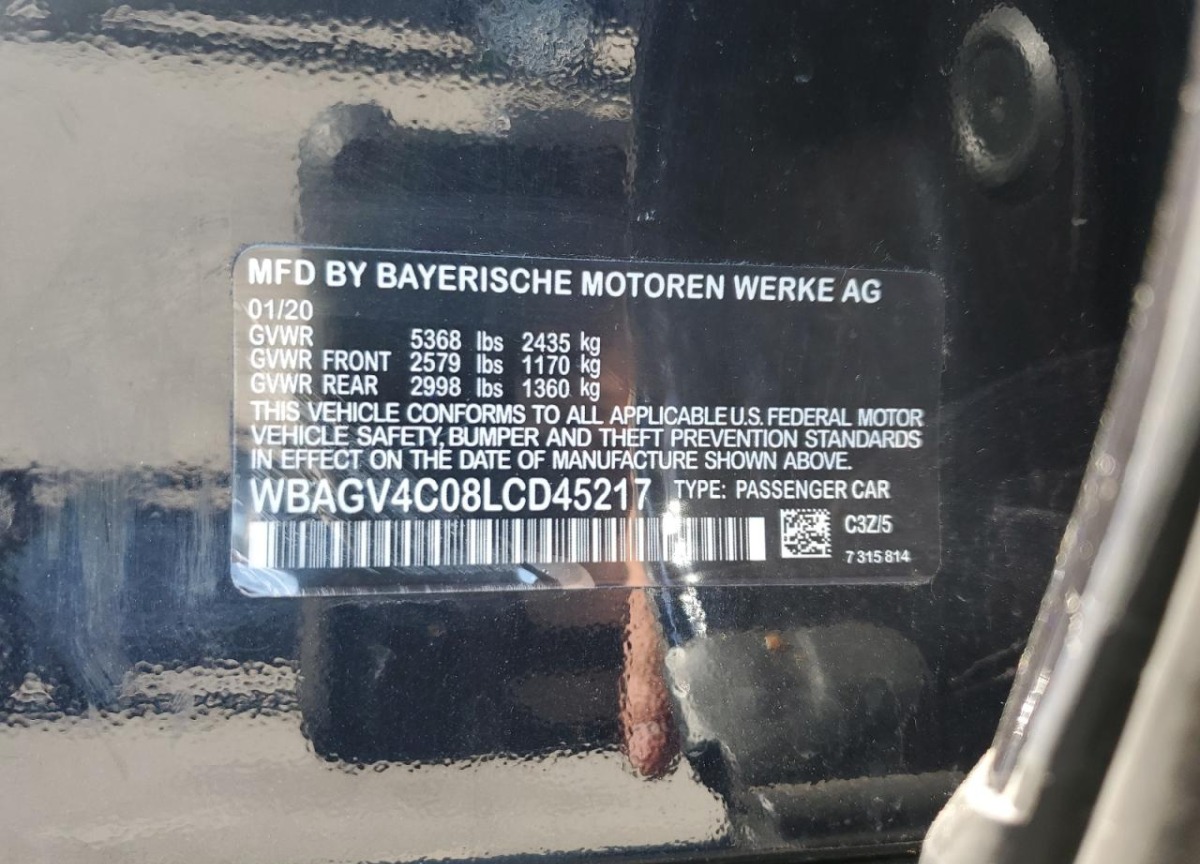 MFD BY BAYERISCHE MOTOREN WERKE AG
01/20
GVWR 5368 lbs 2435 kg
GVWR FRONT 2579 lbs 1170 kg
GVWR REAR 2998 lbs 1360 kg
THIS VEHICLE CONFORMS TO ALL APPLICABLE U.S. FEDERAL MOTOR
VEHICLE SAFETY, BUMPER AND THEFT PREVENTION STANDARDS
IN EFFECT ON THE DATE OF MANUFACTURE SHOWN ABOVE.
WBAGV4C08LCD45217 TYPE: PASSENGER CAR
C3Z/5
7 315 814